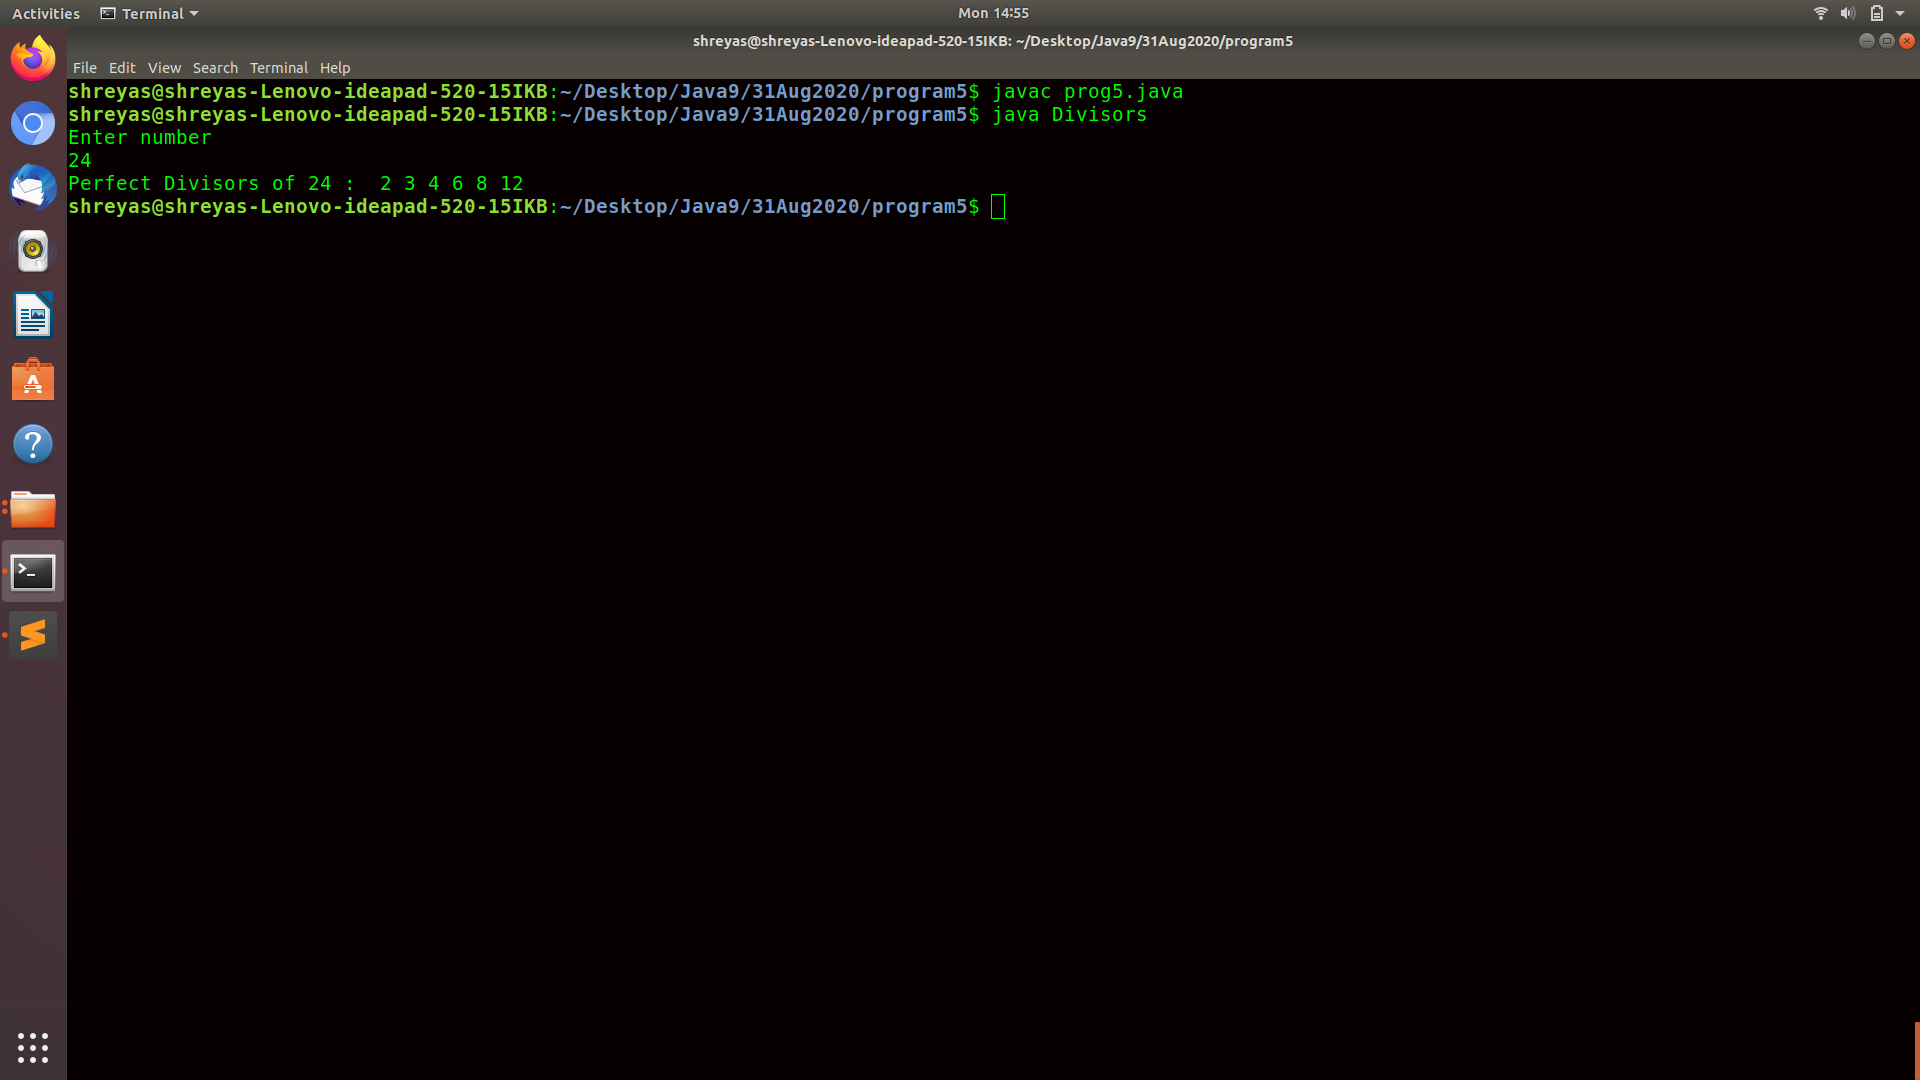 Activities Terminal Mon 14:55
shreyas@shreyas-Lenovo-ideapad-520-15IKB: ~/Desktop/Java9/31Aug2020/program5
File Edit View Search Terminal Help
shreyas@shreyas-Lenovo-ideapad-520-15IKB:~/Desktop/Java9/31Aug2020/program5$ javac prog5.java
shreyas@shreyas-Lenovo-ideapad-520-15IKB:~/Desktop/Java9/31Aug2020/program5$ java Divisors
Enter number
24
Perfect Divisors of 24 :  2 3 4 6 8 12
shreyas@shreyas-Lenovo-ideapad-520-15IKB:~/Desktop/Java9/31Aug2020/program5$